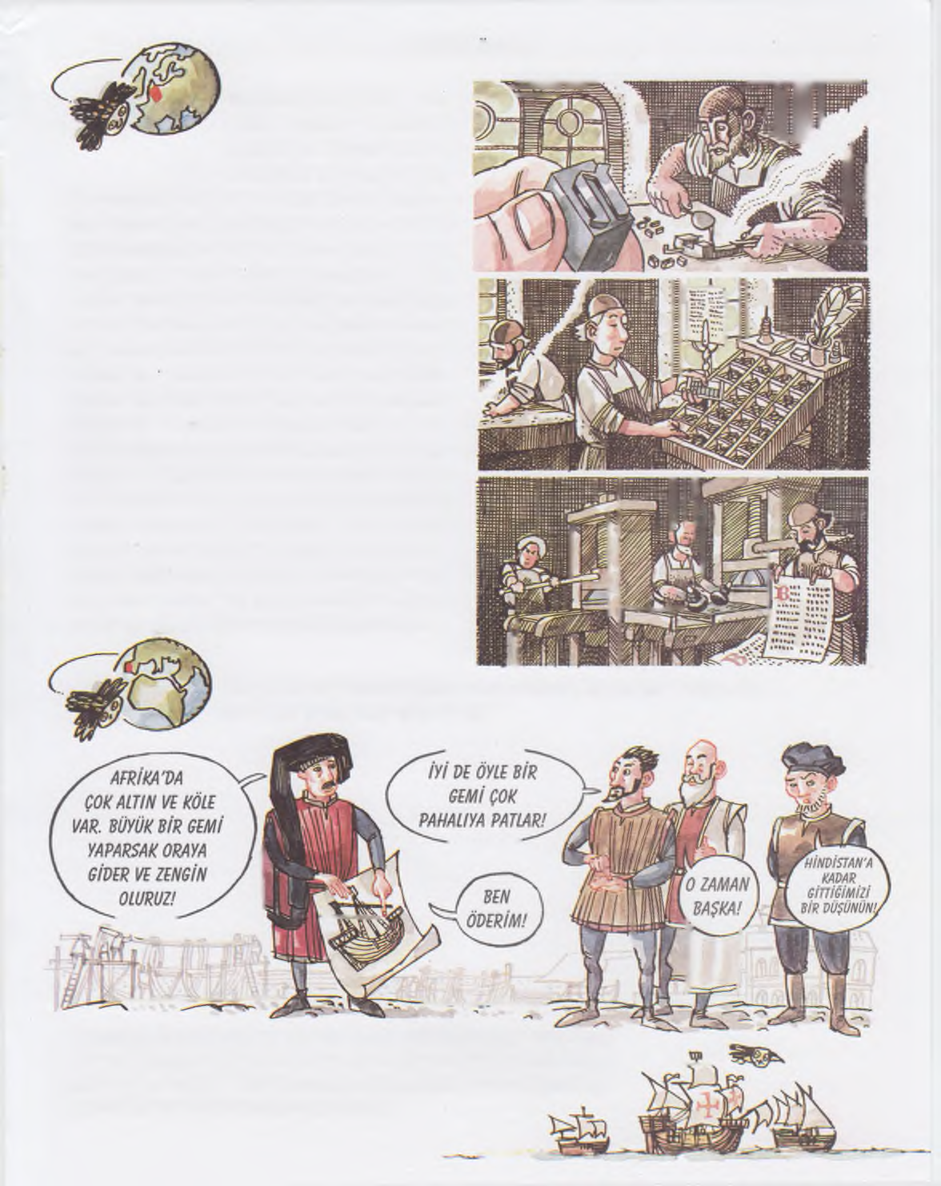 AFRİKA'DA
ÇOK ALTIN VE KÖLE
VAR. BÜYÜK BİR GEMİ
YAPARSAK ORAYA
GİDER VE ZENGİN
OLURUZ!
İYİ DE ÖYLE BİR
GEMİ ÇOK
PAHALIYA PATLAR!
BEN
ÖDERİM!
O ZAMAN
BAŞKA!
HİNDİSTAN'A
KADAR
GİTTİĞİMİZİ
BİR DÜŞÜNÜN!
B